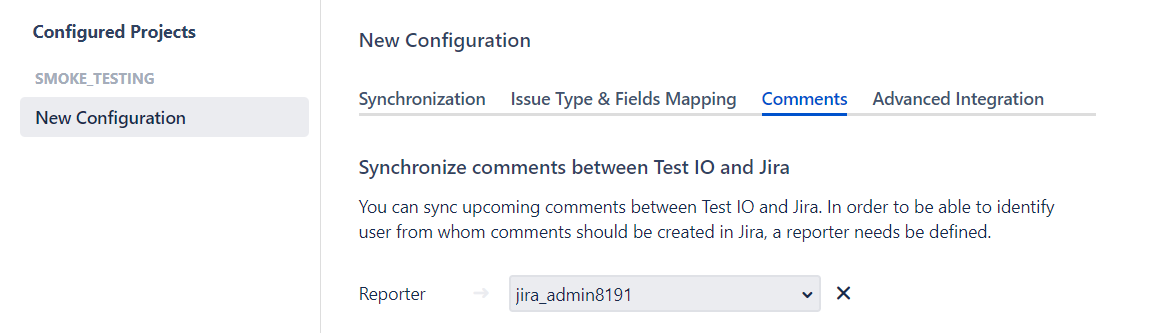 Configured Projects
SMOKE_TESTING
New Configuration
New Configuration
Synchronization Issue Type & Fields Mapping Comments Advanced Integration
Synchronize comments between Test IO and Jira
You can sync upcoming comments between Test IO and Jira. In order to be able to identify
user from whom comments should be created in Jira, a reporter needs be defined.
Reporter → jira_admin8191 ✕